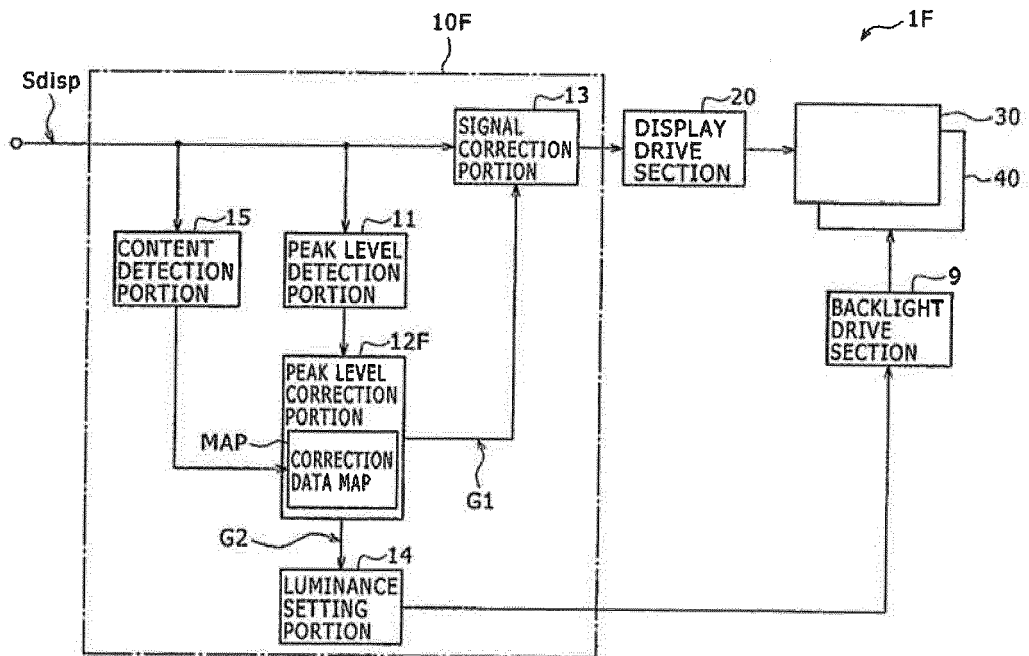 1F
10F
Sdisp
13
SIGNAL
CORRECTION
PORTION
20
DISPLAY
DRIVE
SECTION
30
40
15
CONTENT
DETECTION
PORTION
11
PEAK LEVEL
DETECTION
PORTION
9
BACKLIGHT
DRIVE
SECTION
12F
PEAK LEVEL
CORRECTION
PORTION
MAP
CORRECTION
DATA MAP
G1
G2
14
LUMINANCE
SETTING
PORTION